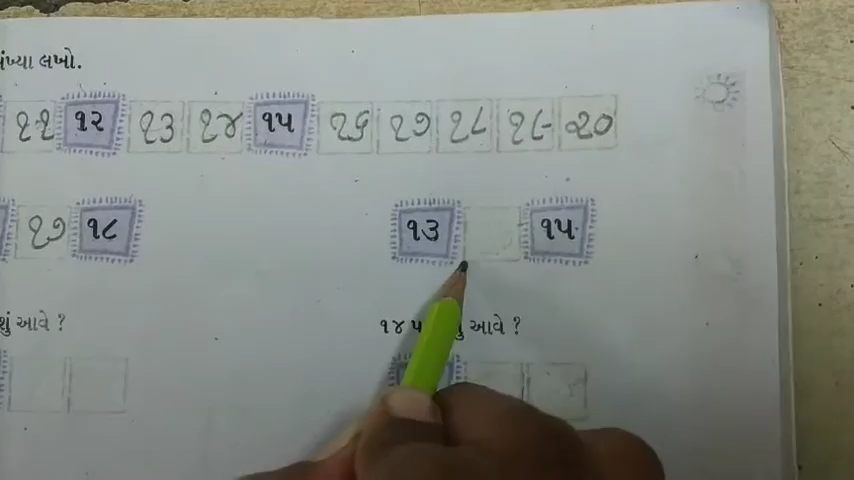 સંખ્યા લખો.
૧૧ ૧૨ ૧૩ ૧૪ ૧૫ ૧૬ ૧૭ ૧૮ ૧૯ ૨૦
૧૭ ૧૮ ૧૩ ૧૫
શું આવે ? ૧૪ આવે ?